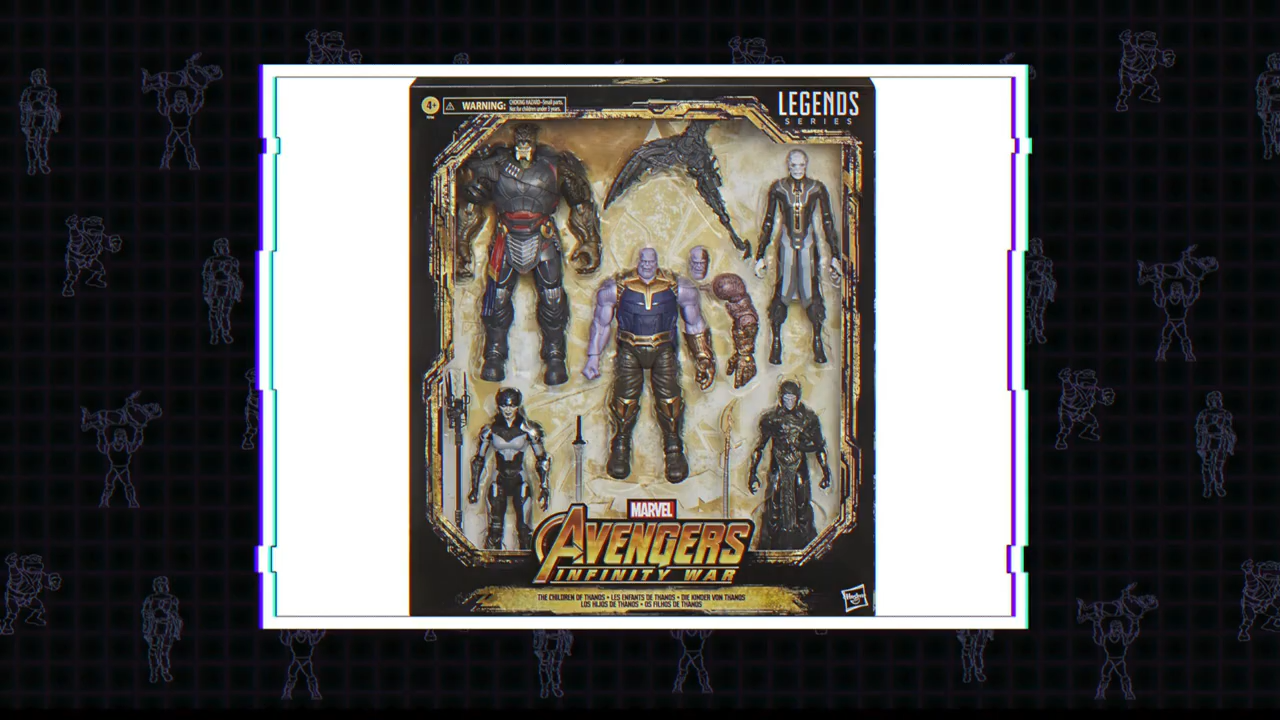 4+
WARNING:
CHOKING HAZARD-Small parts.
Not for children under 3 years.
LEGENDS
SERIES
MARVEL
AVENGERS
INFINITY WAR
THE CHILDREN OF THANOS • LES ENFANTS DE THANOS • DIE KINDER VON THANOS
LOS HIJOS DE THANOS • OS FILHOS DE THANOS
Hasbro